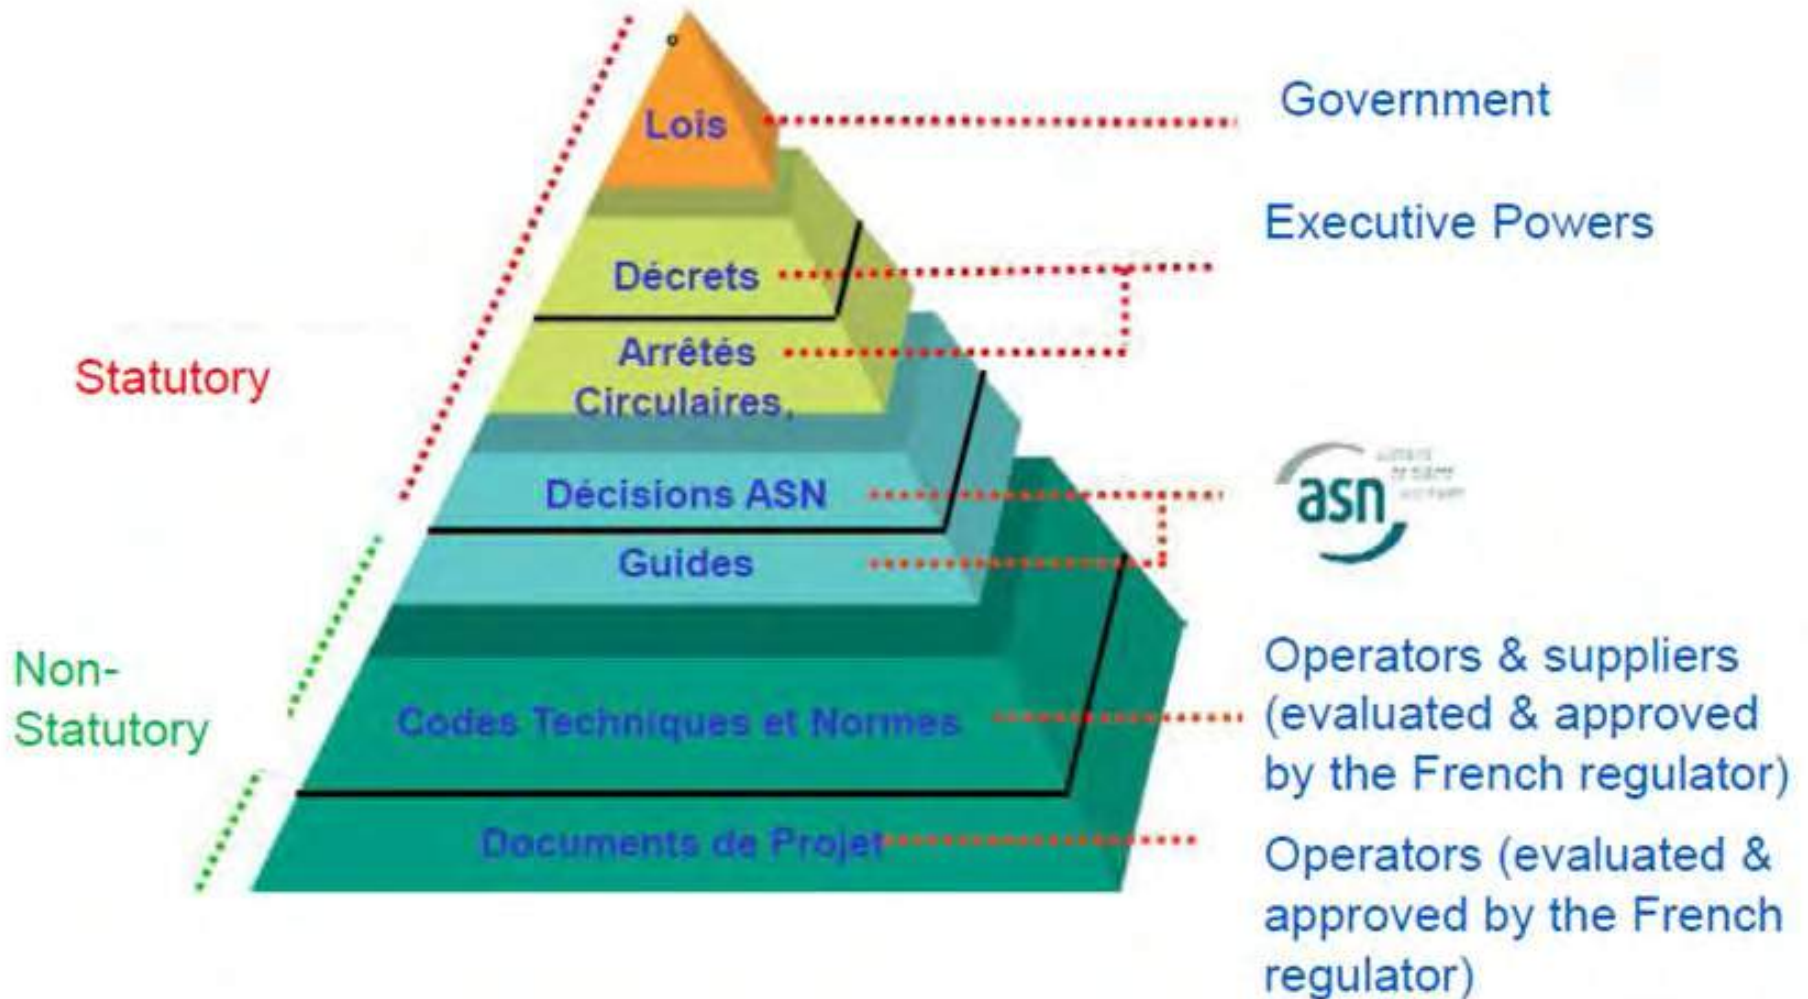 Lois
Government
Executive Powers
Décrets
Arrêtés
Circulaires,
Statutory
Décisions ASN
asn
Guides
Non-
Statutory
Codes Techniques et Normes
Operators & suppliers
(evaluated & approved
by the French regulator)
Documents de Projet
Operators (evaluated &
approved by the French
regulator)